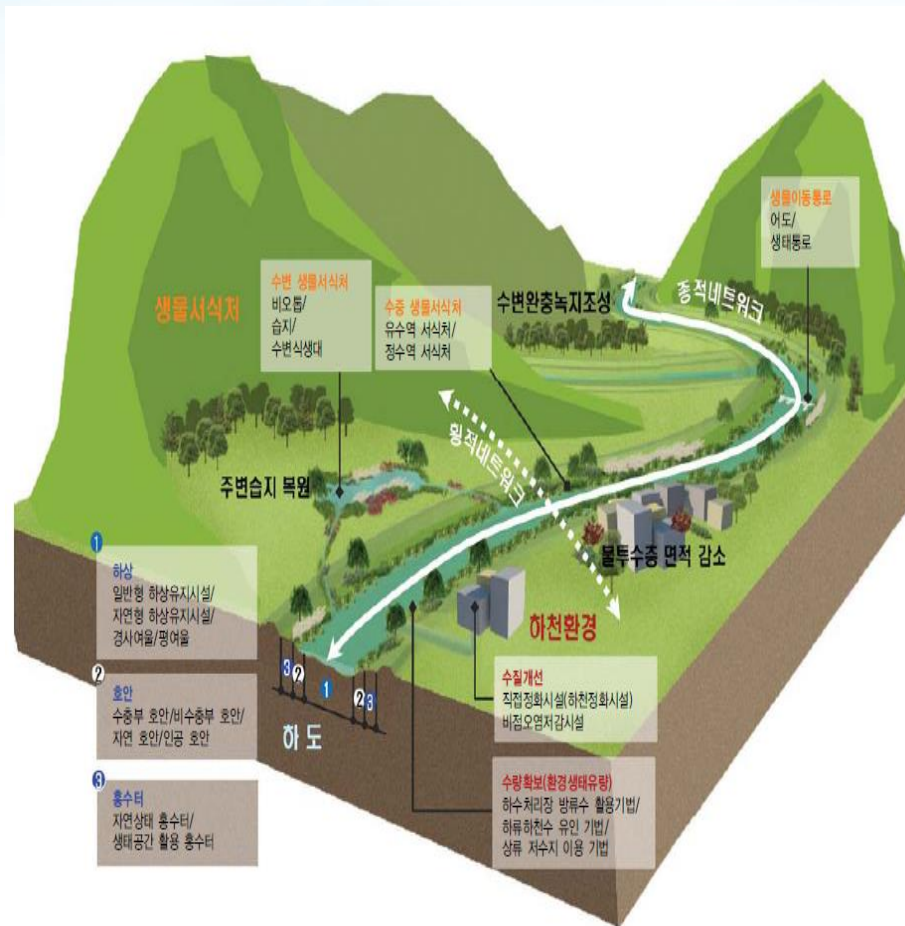 생물이동통로
어도/
생태통로
종적네트워크
수변완충녹지조성
생물서식처
수변 생물서식처
비오톱/
습지/
수변식생대
수중 생물서식처
유수역 서식처/
정수역 서식처
횡적네트워크
주변습지 복원
불투수층 면적 감소
1
하상
일반형 하상유지시설/
자연형 하상유지시설/
경사여울/평여울
2
호안
수충부 호안/비수충부 호안/
자연 호안/인공 호안
3
홍수터
자연상태 홍수터/
생태공간 활용 홍수터
3 2 1 2 3
하 도
하천환경
수질개선
직접정화시설(하천정화시설)
비점오염저감시설
수량확보(환경생태유량)
하수처리장 방류수 활용기법/
하류하천수 유인 기법/
상류 저수지 이용 기법